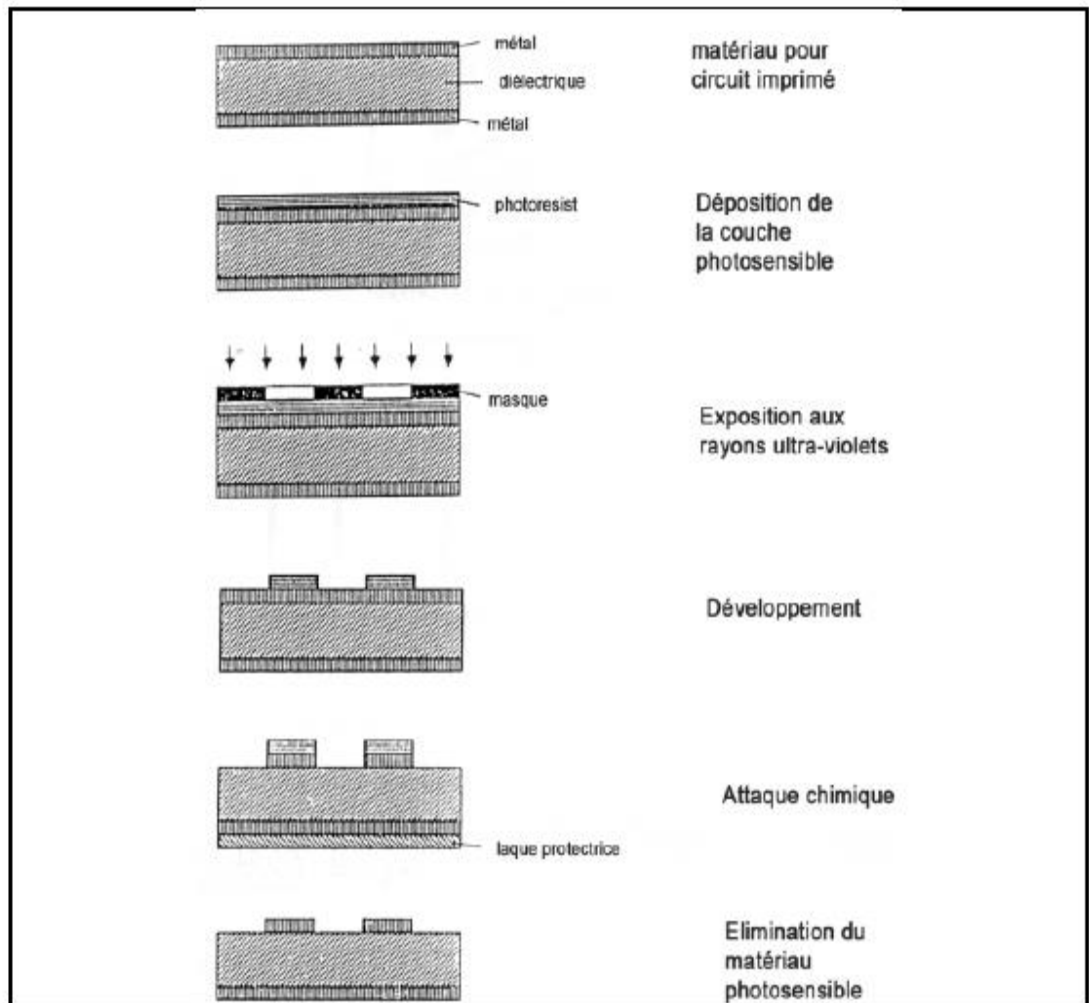 métal
diélectrique
métal
matériau pour
circuit imprimé
photoresist
Déposition de
la couche
photosensible
masque
Exposition aux
rayons ultra-violets
Développement
Attaque chimique
laque protectrice
Elimination du
matériau
photosensible